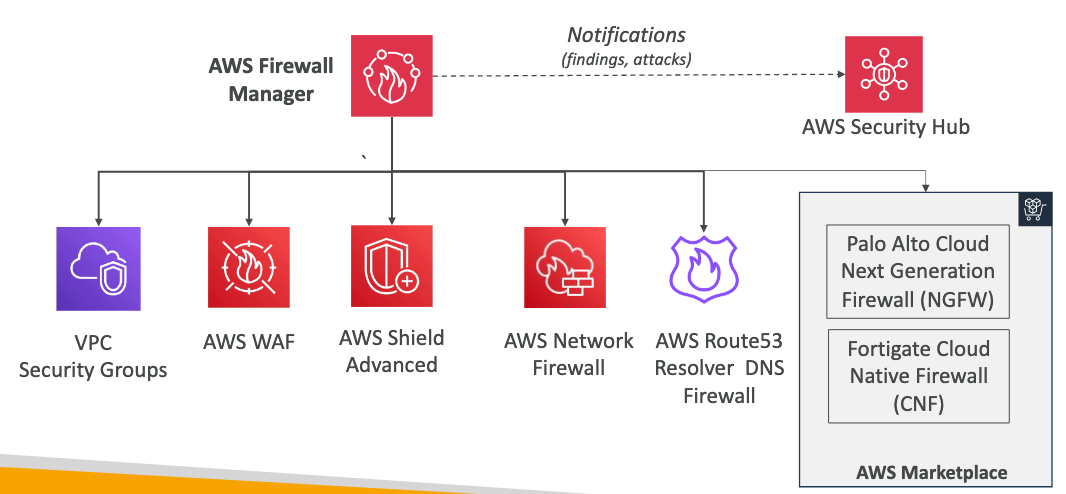 Notifications
(findings, attacks)
AWS Firewall
Manager
AWS Security Hub
`
VPC
Security Groups
AWS WAF
AWS Shield
Advanced
AWS Network
Firewall
AWS Route53
Resolver DNS
Firewall
Palo Alto Cloud
Next Generation
Firewall (NGFW)
Fortigate Cloud
Native Firewall
(CNF)
AWS Marketplace